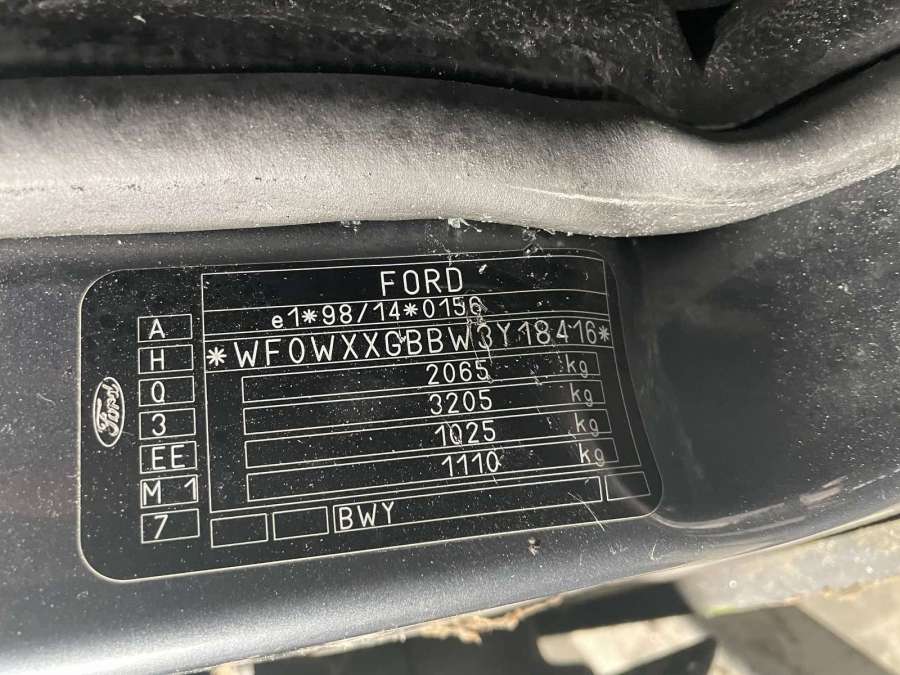 FORD
e1*98/14*0156
*WF0WXXGBBW3Y18416*
2065 kg
3205 kg
1025 kg
1110 kg
BWY
A
H
Q
3
EE
M 1
7
Ford